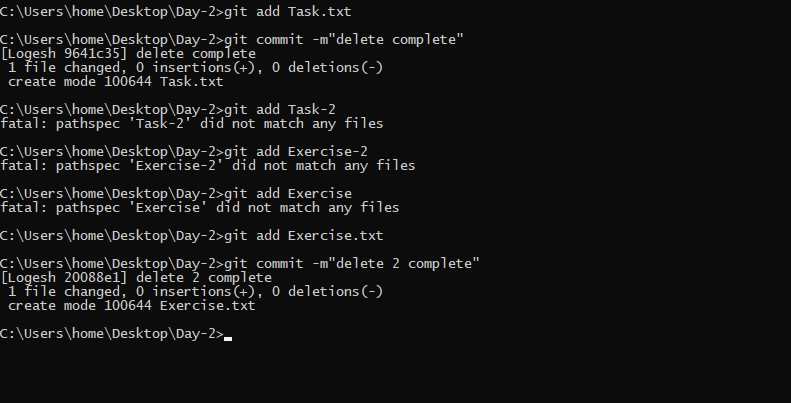 C:\Users\home\Desktop\Day-2>git add Task.txt
C:\Users\home\Desktop\Day-2>git commit -m"delete complete"
[Logesh 9641c35] delete complete
 1 file changed, 0 insertions(+), 0 deletions(-)
 create mode 100644 Task.txt
C:\Users\home\Desktop\Day-2>git add Task-2
fatal: pathspec 'Task-2' did not match any files
C:\Users\home\Desktop\Day-2>git add Exercise-2
fatal: pathspec 'Exercise-2' did not match any files
C:\Users\home\Desktop\Day-2>git add Exercise
fatal: pathspec 'Exercise' did not match any files
C:\Users\home\Desktop\Day-2>git add Exercise.txt
C:\Users\home\Desktop\Day-2>git commit -m"delete 2 complete"
[Logesh 20088e1] delete 2 complete
 1 file changed, 0 insertions(+), 0 deletions(-)
 create mode 100644 Exercise.txt
C:\Users\home\Desktop\Day-2>